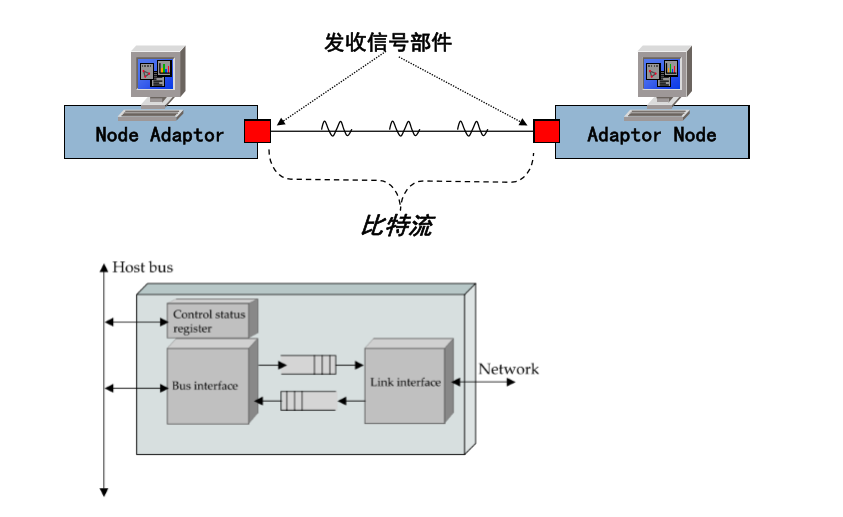 发收信号部件
Node Adaptor
Adaptor Node
比特流
Host bus
Control status
register
Bus interface
Link interface
Network